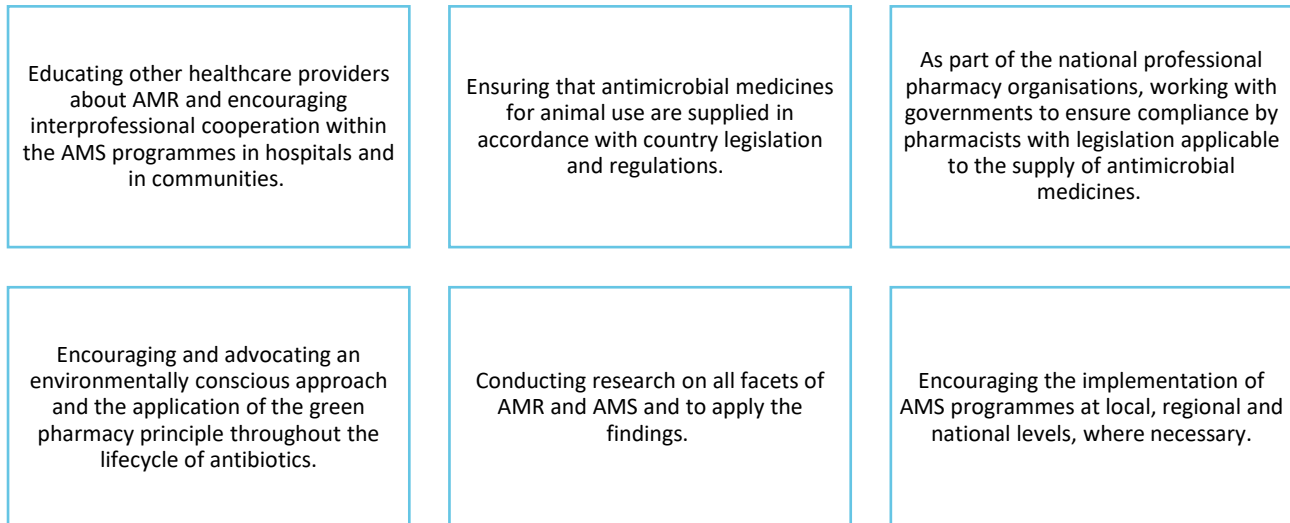 Educating other healthcare providers
about AMR and encouraging
interprofessional cooperation within
the AMS programmes in hospitals and
in communities.
Ensuring that antimicrobial medicines
for animal use are supplied in
accordance with country legislation
and regulations.
As part of the national professional
pharmacy organisations, working with
governments to ensure compliance by
pharmacists with legislation applicable
to the supply of antimicrobial
medicines.
Encouraging and advocating an
environmentally conscious approach
and the application of the green
pharmacy principle throughout the
lifecycle of antibiotics.
Conducting research on all facets of
AMR and AMS and to apply the
findings.
Encouraging the implementation of
AMS programmes at local, regional and
national levels, where necessary.